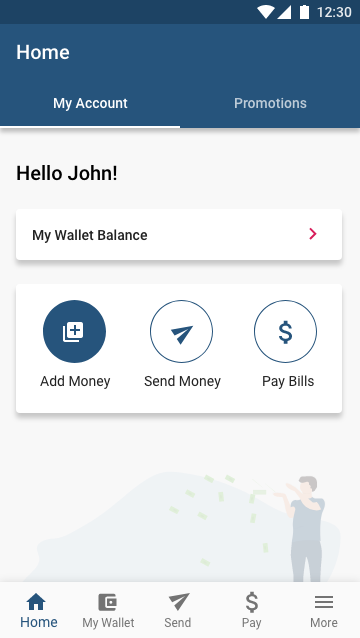 12:30
Home
My Account Promotions
Hello John!
My Wallet Balance
Add Money Send Money Pay Bills
Home My Wallet Send Pay More